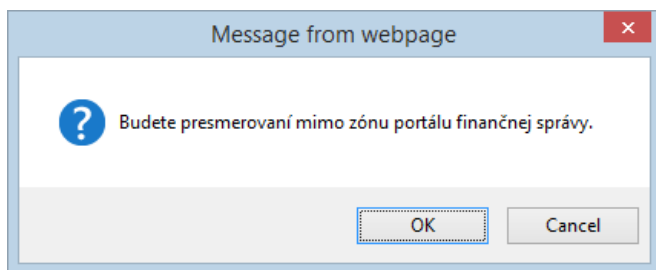 Message from webpage
Budete presmerovaní mimo zónu portálu finančnej správy.
OK Cancel